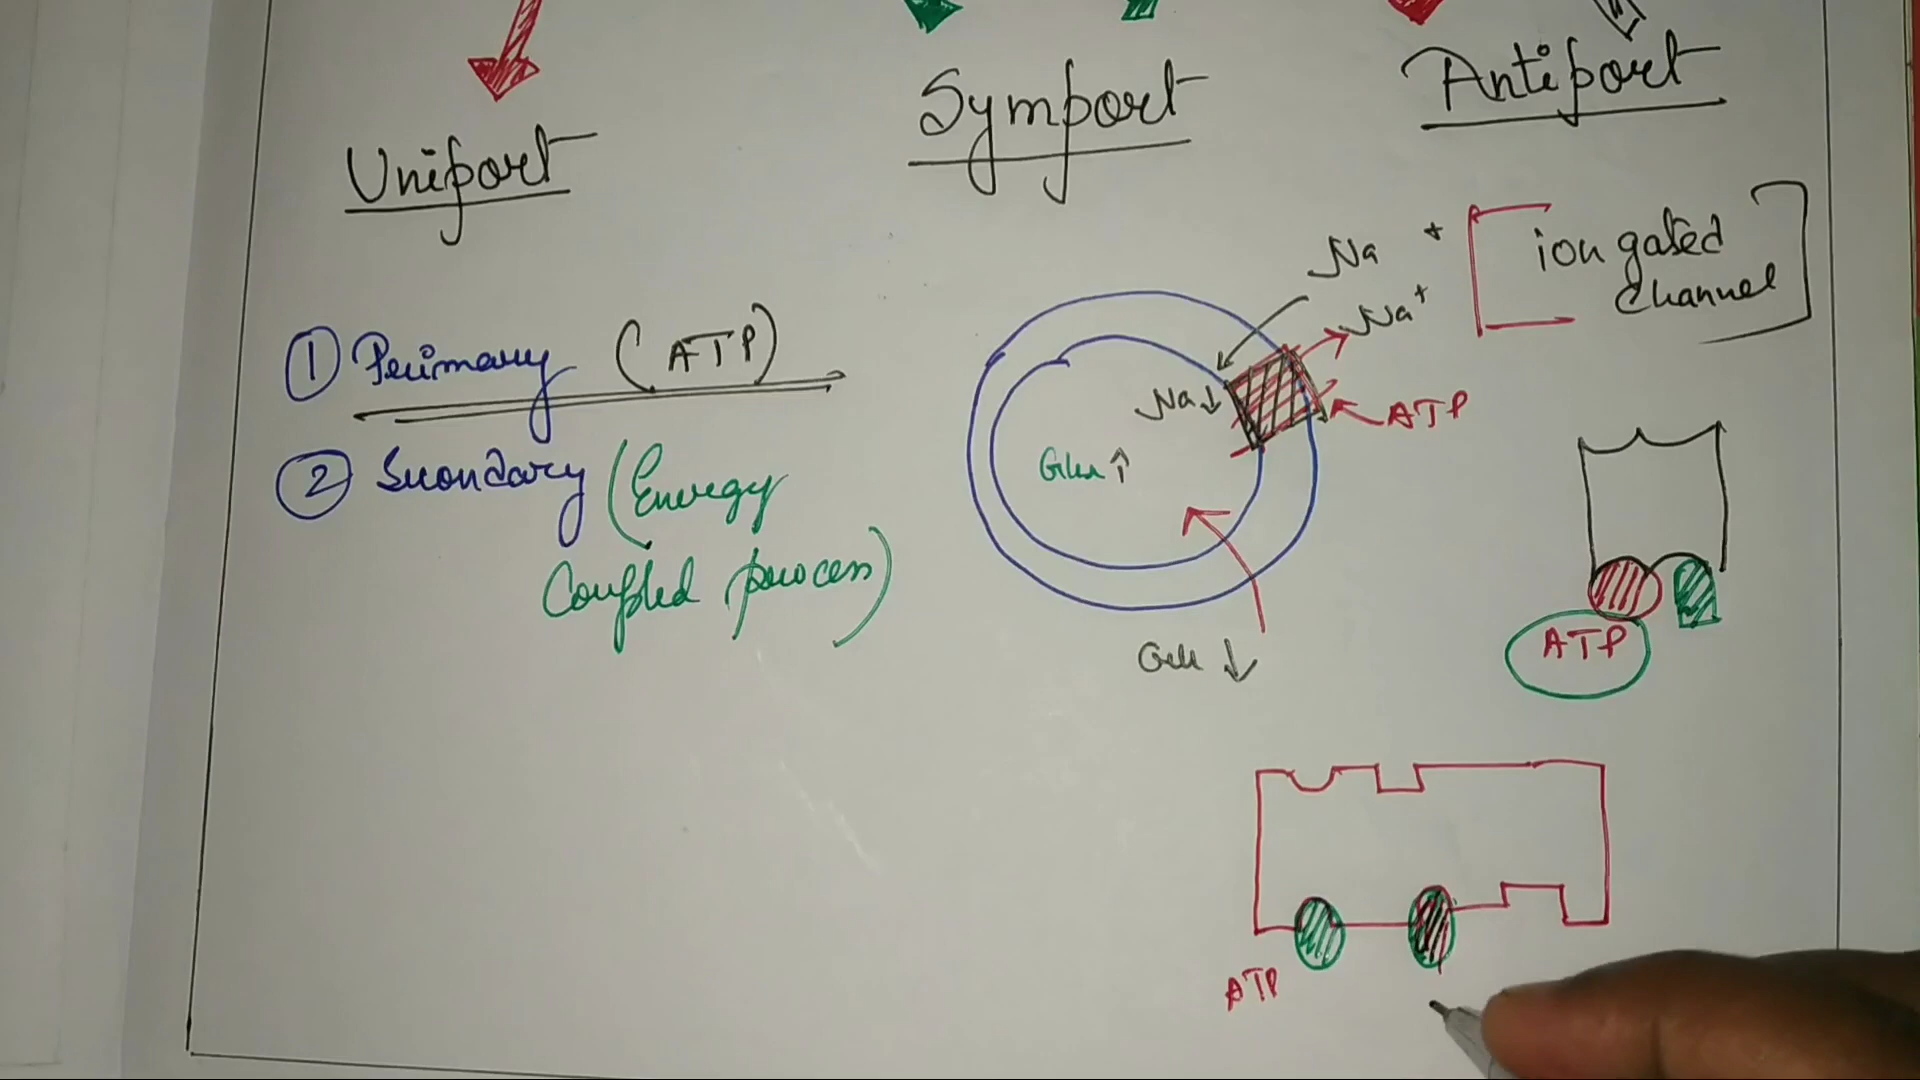 Uniport
Symport
Antiport
① Primary (ATP)
② Secondary (Energy
Coupled process)
Na +
Na+
ion gated
channel
Na↓
ATP
Glu ↑
Glu ↓
ATP
ATP